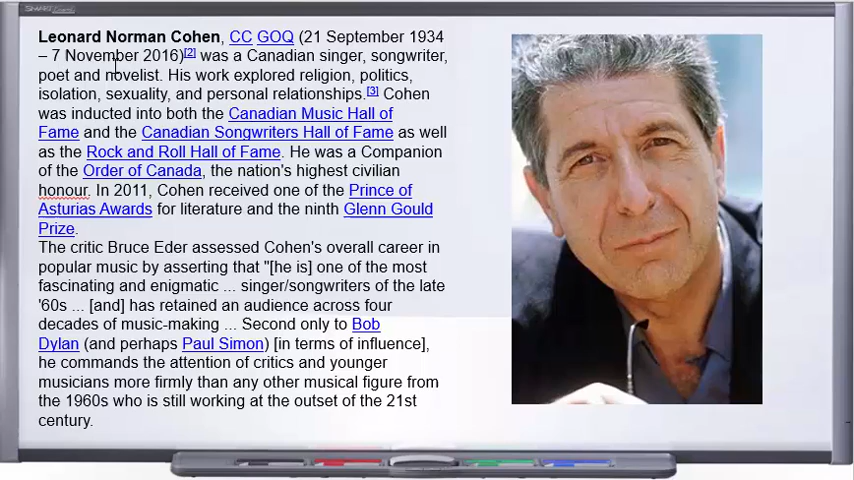 Leonard Norman Cohen, CC GOQ (21 September 1934
– 7 November 2016)[2] was a Canadian singer, songwriter,
poet and novelist. His work explored religion, politics,
isolation, sexuality, and personal relationships.[3] Cohen
was inducted into both the Canadian Music Hall of
Fame and the Canadian Songwriters Hall of Fame as well
as the Rock and Roll Hall of Fame. He was a Companion
of the Order of Canada, the nation's highest civilian
honour. In 2011, Cohen received one of the Prince of
Asturias Awards for literature and the ninth Glenn Gould
Prize.
The critic Bruce Eder assessed Cohen's overall career in
popular music by asserting that "[he is] one of the most
fascinating and enigmatic ... singer/songwriters of the late
'60s ... [and] has retained an audience across four
decades of music-making ... Second only to Bob
Dylan (and perhaps Paul Simon) [in terms of influence],
he commands the attention of critics and younger
musicians more firmly than any other musical figure from
the 1960s who is still working at the outset of the 21st
century.